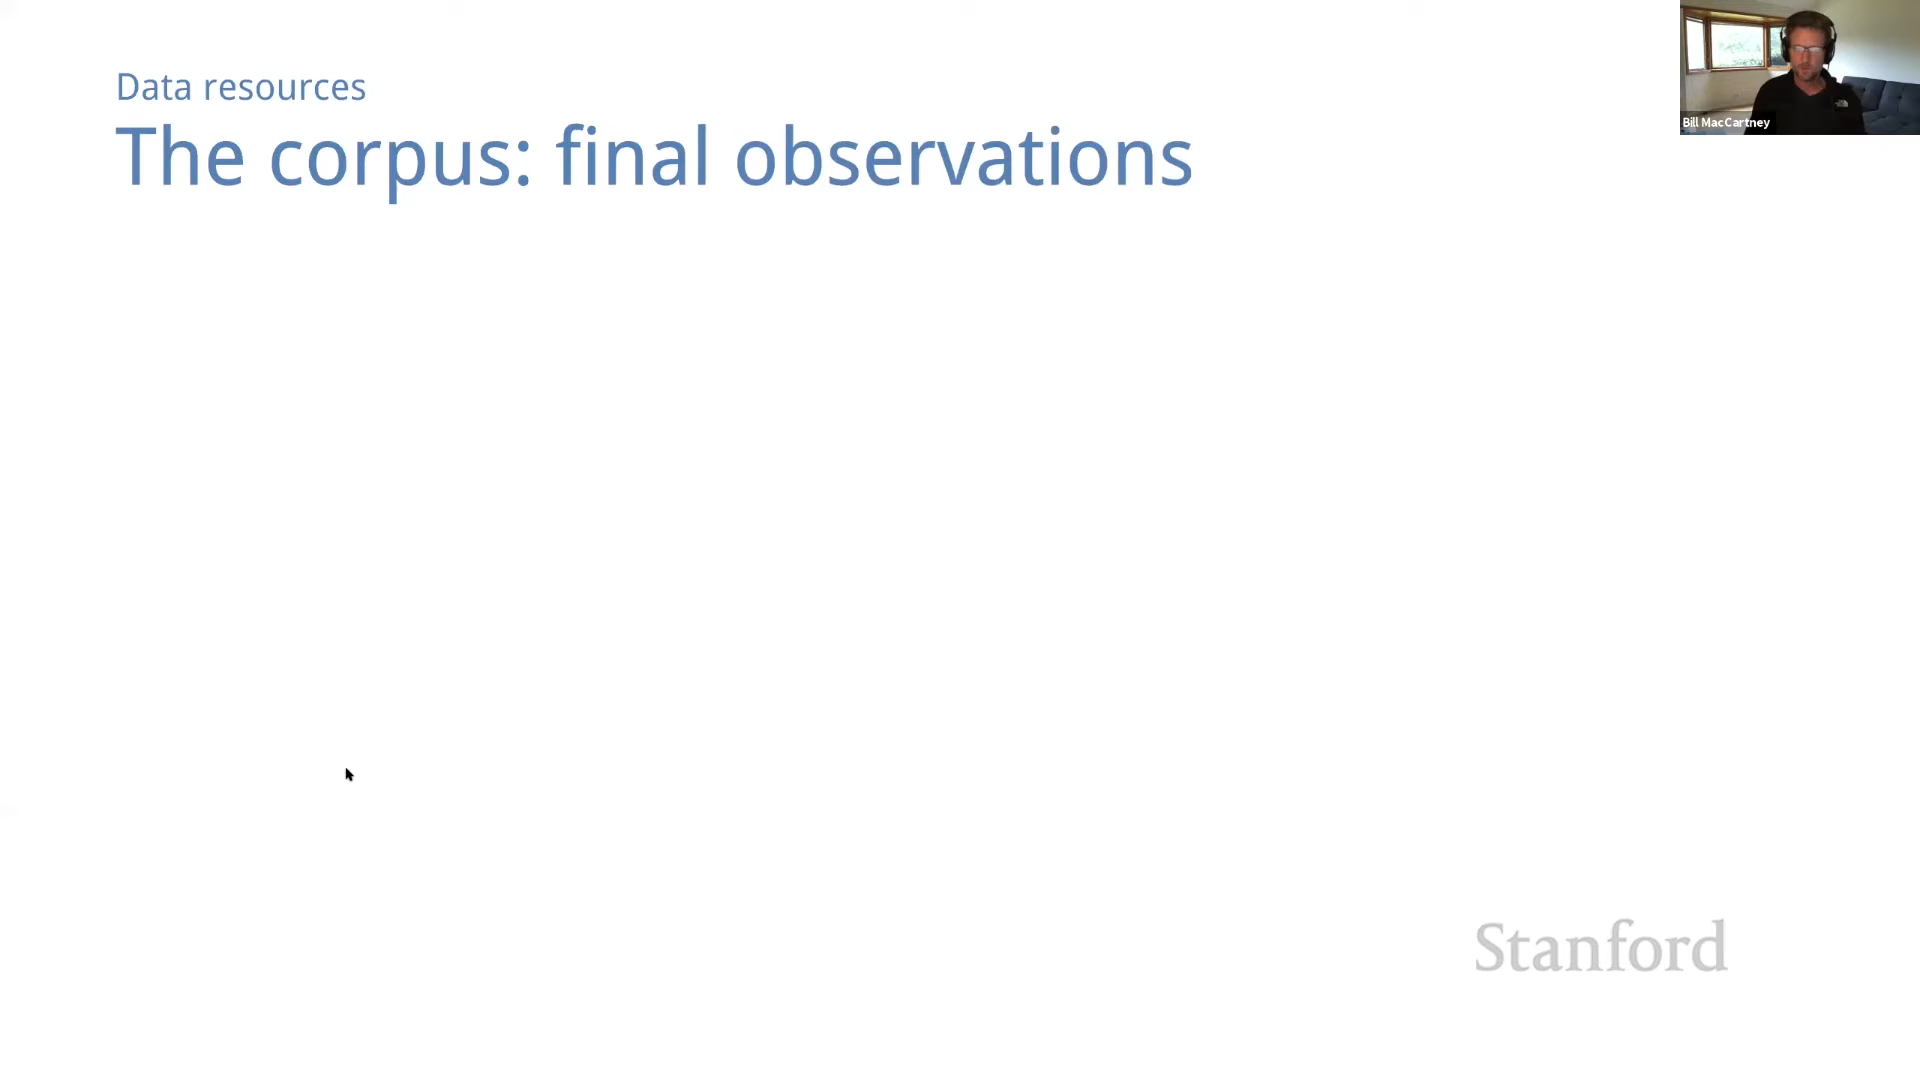 Data resources
The corpus: final observations
Bill MacCartney
Stanford